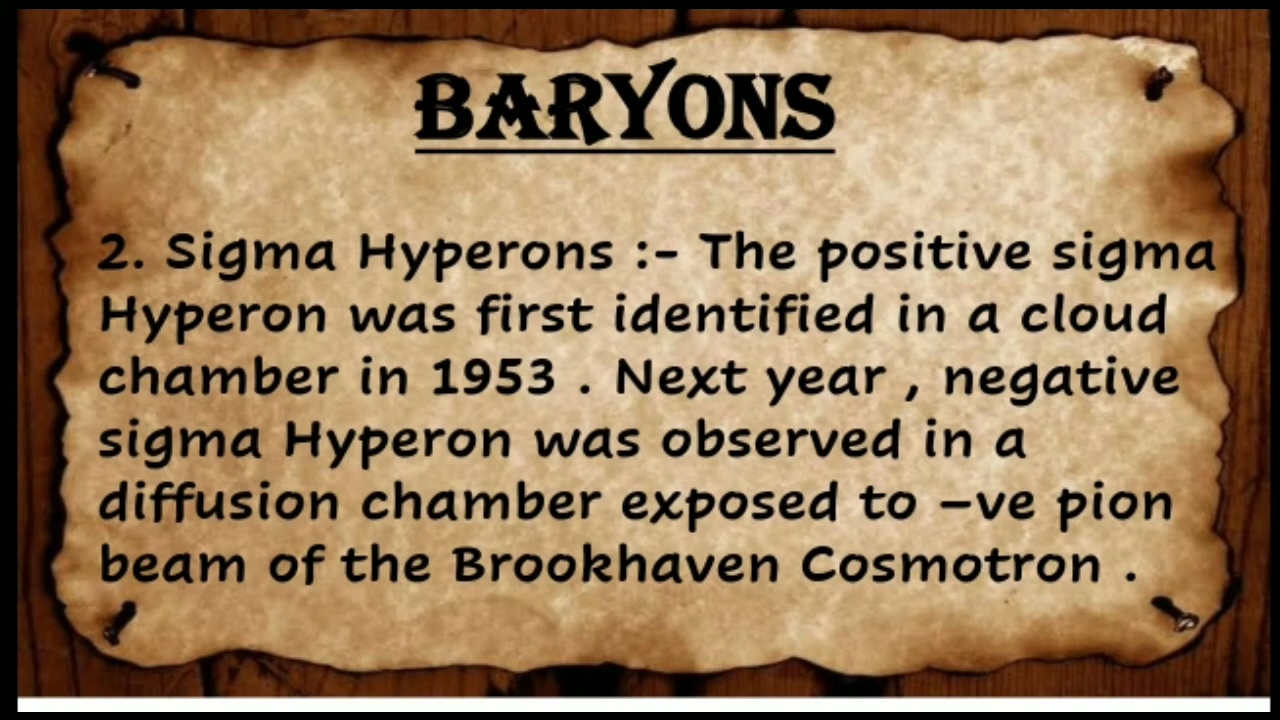 BARYONS
2. Sigma Hyperons :- The positive sigma
Hyperon was first identified in a cloud
chamber in 1953 . Next year , negative
sigma Hyperon was observed in a
diffusion chamber exposed to –ve pion
beam of the Brookhaven Cosmotron .